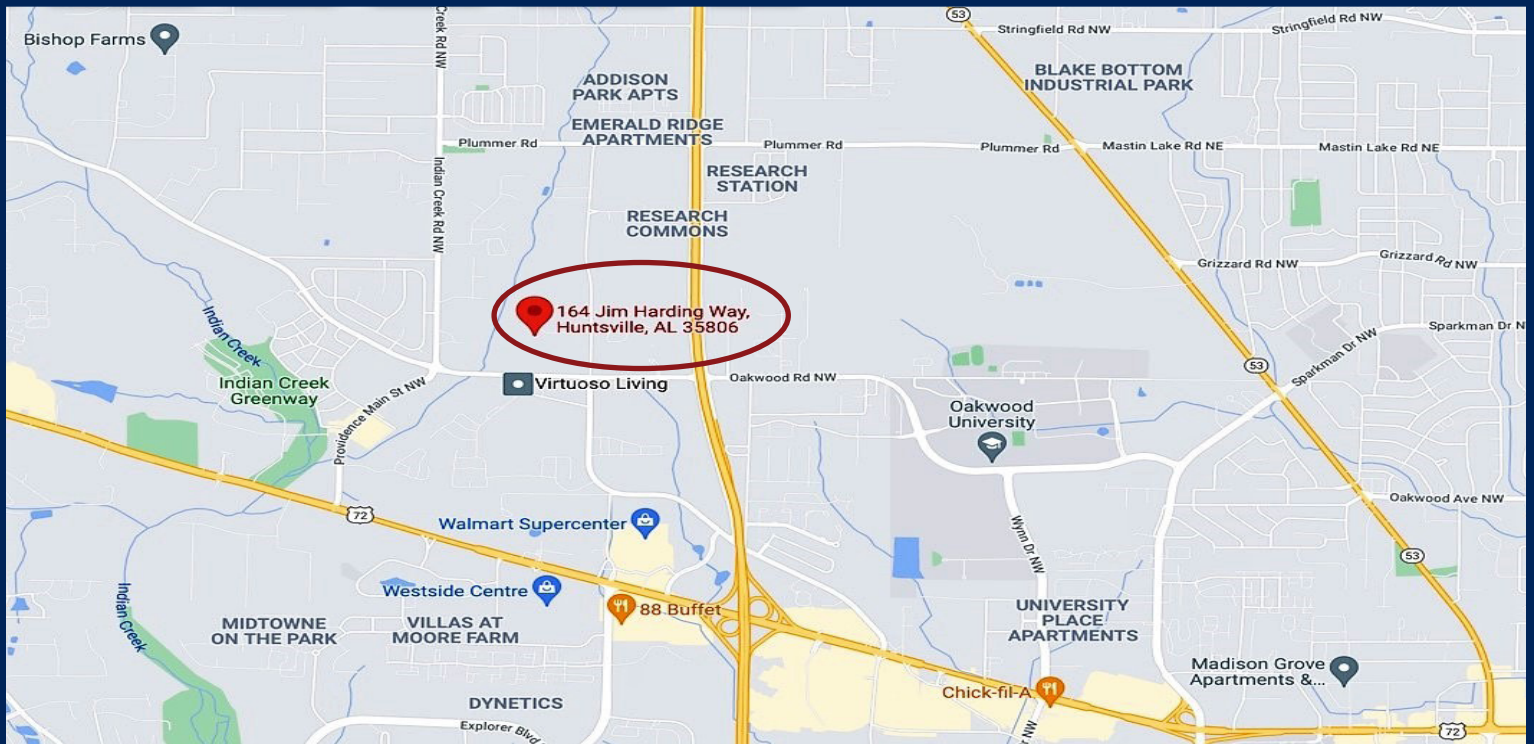 53
Stringfield Rd NW
Stringfield Rd NW
Bishop Farms
Creek Rd NW
ADDISON
PARK APTS
BLAKE BOTTOM
INDUSTRIAL PARK
EMERALD RIDGE
APARTMENTS
Plummer Rd
Plummer Rd
Plummer Rd
Mastin Lake Rd NE
Mastin Lake Rd NE
Indian Creek Rd NW
RESEARCH
STATION
RESEARCH
COMMONS
Grizzard Rd NW
Grizzard Rd NW
164 Jim Harding Way,
Huntsville, AL 35806
Indian Creek
Sparkman Dr N
Sparkman Dr NW
53
Indian Creek
Greenway
Virtuoso Living
Oakwood Rd NW
Providence Main St NW
Oakwood
University
Oakwood Ave NW
72
Walmart Supercenter
Wynn Dr NW
53
Westside Centre
88 Buffet
Indian Creek
MIDTOWNE
ON THE PARK
VILLAS AT
MOORE FARM
UNIVERSITY
PLACE
APARTMENTS
Madison Grove
Apartments &...
Chick-fil-A
DYNETICS
Explorer Blvd
r NW
72